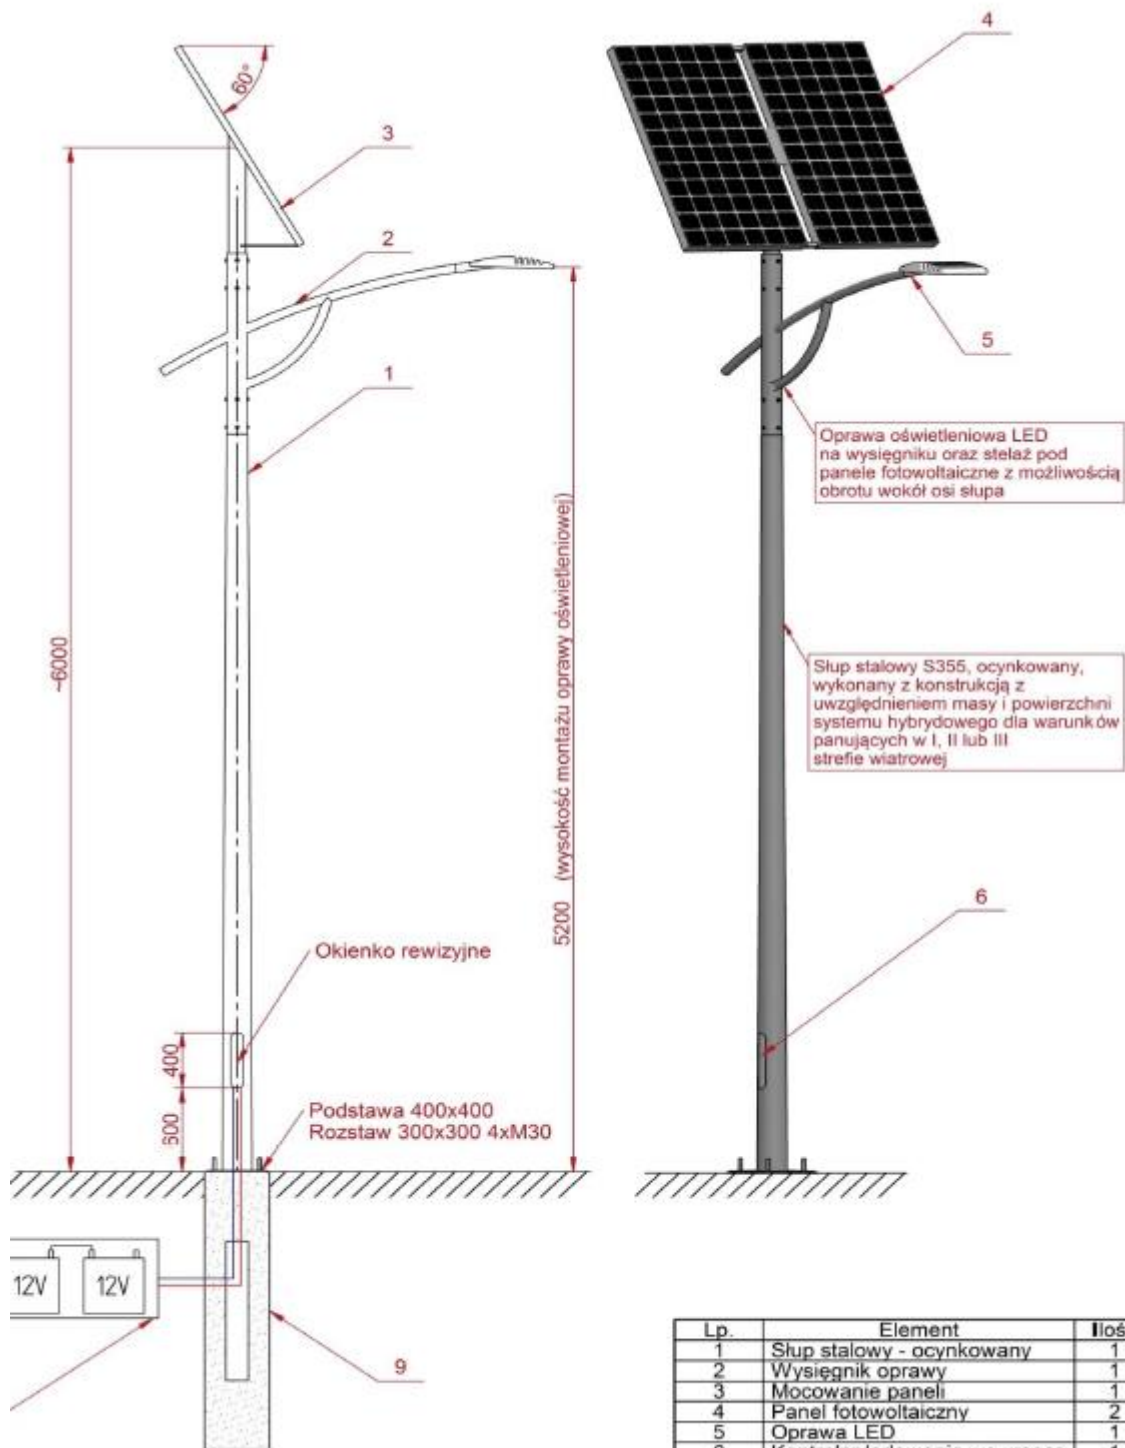 4
60°
3
2
5
1
Oprawa oświetleniowa LED
na wysięgniku oraz stelaż pod
panele fotowoltaiczne z możliwością
obrotu wokół osi słupa
~6000
5200 (wysokość montażu oprawy oświetleniowej)
Słup stalowy S355, ocynkowany,
wykonany z konstrukcją z
uwzględnieniem masy i powierzchni
systemu hybrydowego dla warunków
panujących w I, II lub III
strefie wiatrowej
6
Okienko rewizyjne
400
600
Podstawa 400x400
Rozstaw 300x300 4xM30
12V
12V
9
Lp. Element Iloś
1 Słup stalowy - ocynkowany 1
2 Wysięgnik oprawy 1
3 Mocowanie paneli 1
4 Panel fotowoltaiczny 2
5 Oprawa LED 1